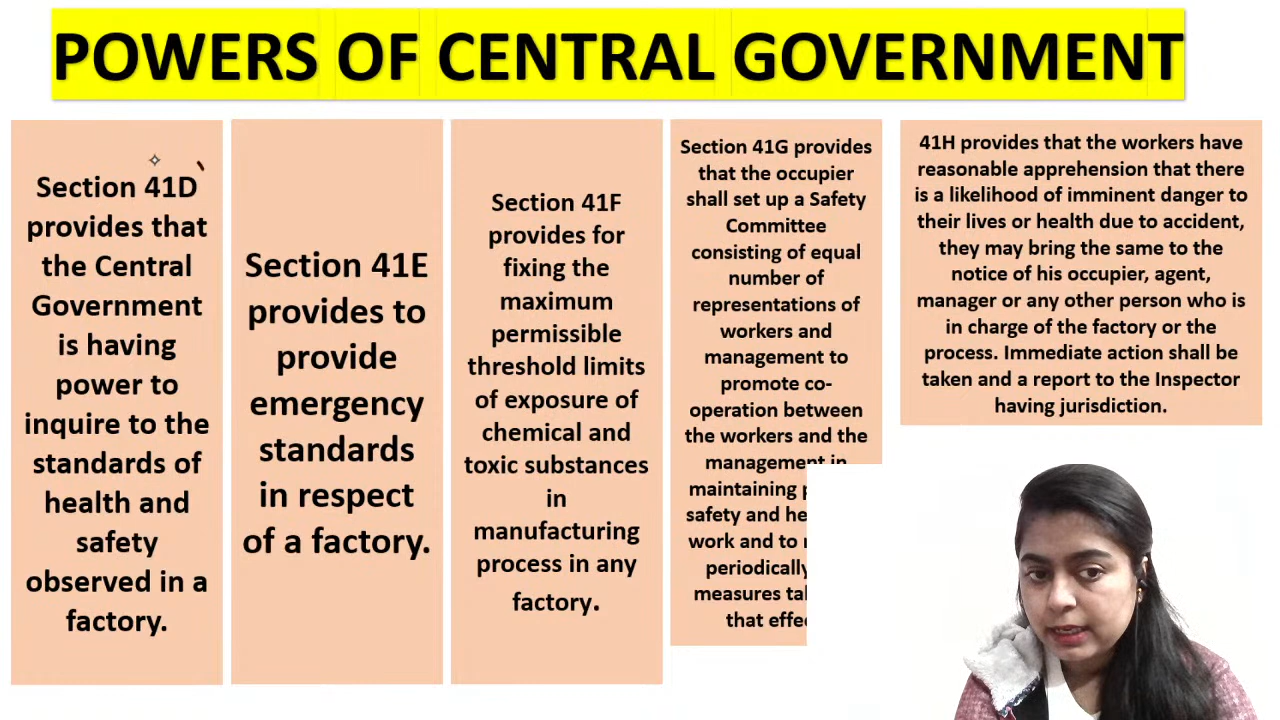 POWERS OF CENTRAL GOVERNMENT
Section 41D
provides that
the Central
Government
is having
power to
inquire to the
standards of
health and
safety
observed in a
factory.
Section 41E
provides to
provide
emergency
standards
in respect
of a factory.
Section 41F
provides for
fixing the
maximum
permissible
threshold limits
of exposure of
chemical and
toxic substances
in
manufacturing
process in any
factory.
Section 41G provides
that the occupier
shall set up a Safety
Committee
consisting of equal
number of
representations of
workers and
management to
promote co-
operation between
the workers and the
management in
maintaining
safety and
work and to
periodically
measures
that
41H provides that the workers have
reasonable apprehension that there
is a likelihood of imminent danger to
their lives or health due to accident,
they may bring the same to the
notice of his occupier, agent,
manager or any other person who is
in charge of the factory or the
process. Immediate action shall be
taken and a report to the Inspector
having jurisdiction.